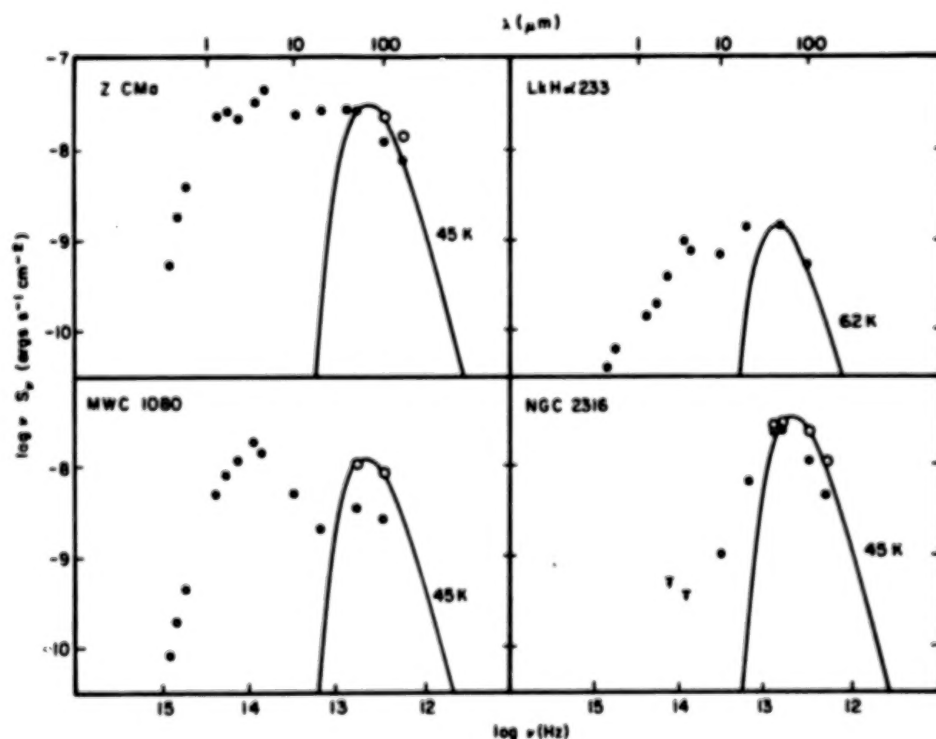 λ (μm)
1 10 100 1 10 100
-7
-8
-9
-10
-8
-9
-10
Z CMa
45 K
LkHα 233
62 K
MWC 1080
45K
NGC 2316
45 K
log ν S_ν (ergs s⁻¹ cm⁻²)
15 14 13 12 15 14 13 12
log ν (Hz)